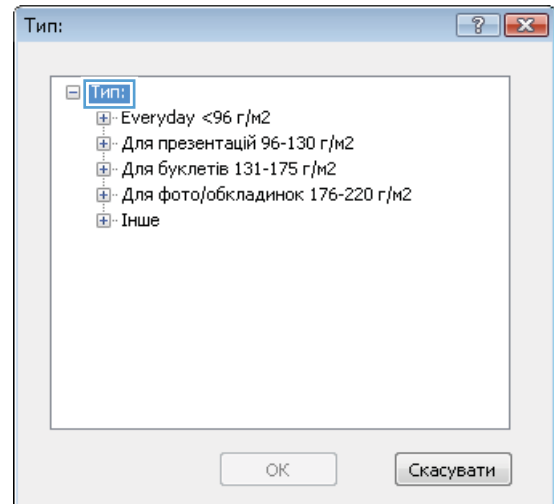 Тип:
Тип:
Everyday <96 г/м2
Для презентацій 96-130 г/м2
Для буклетів 131-175 г/м2
Для фото/обкладинок 176-220 г/м2
Інше
ОК Скасувати